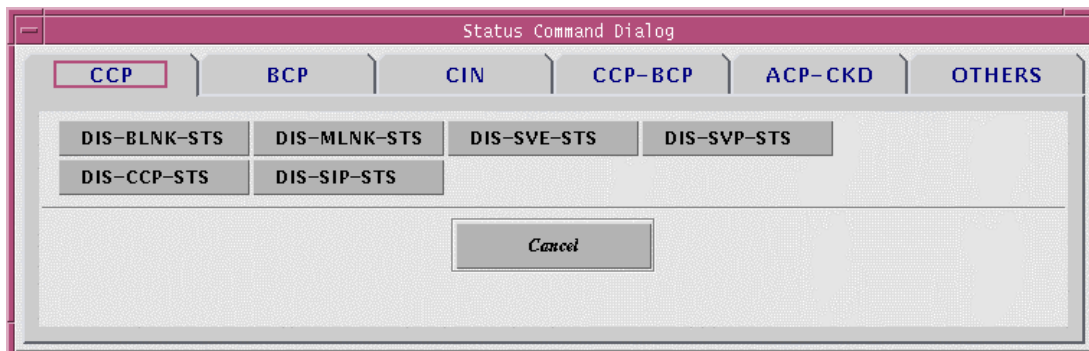 Status Command Dialog
CCP BCP CIN CCP-BCP ACP-CKD OTHERS
DIS-BLNK-STS DIS-MLNK-STS DIS-SVE-STS DIS-SVP-STS
DIS-CCP-STS DIS-SIP-STS
Cancel